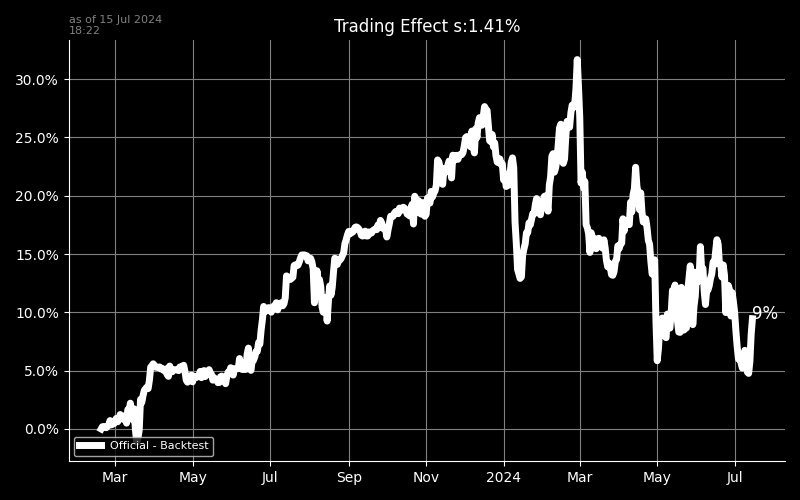 as of 15 Jul 2024
18:22
Trading Effect s:1.41%
30.0%
25.0%
20.0%
15.0%
10.0%
5.0%
0.0%
9%
Official - Backtest
Mar May Jul Sep Nov 2024 Mar May Jul